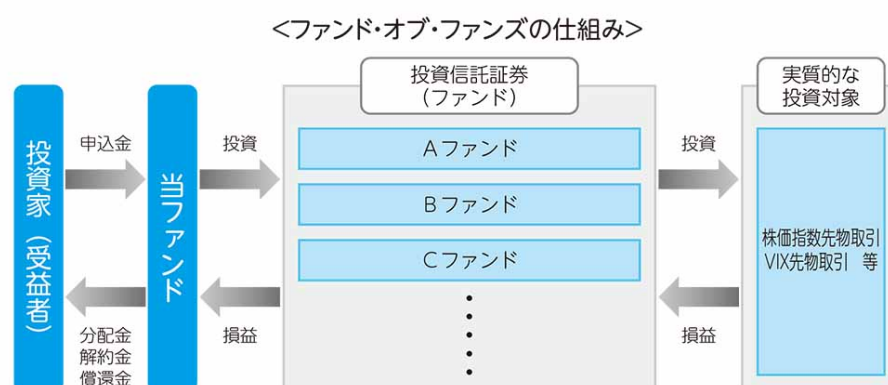 <ファンド・オブ・ファンズの仕組み>
投資家（受益者）
申込金
分配金
解約金
償還金
当ファンド
投資
損益
投資信託証券
（ファンド）
Aファンド
Bファンド
Cファンド
投資
損益
実質的な
投資対象
株価指数先物取引
VIX先物取引 等